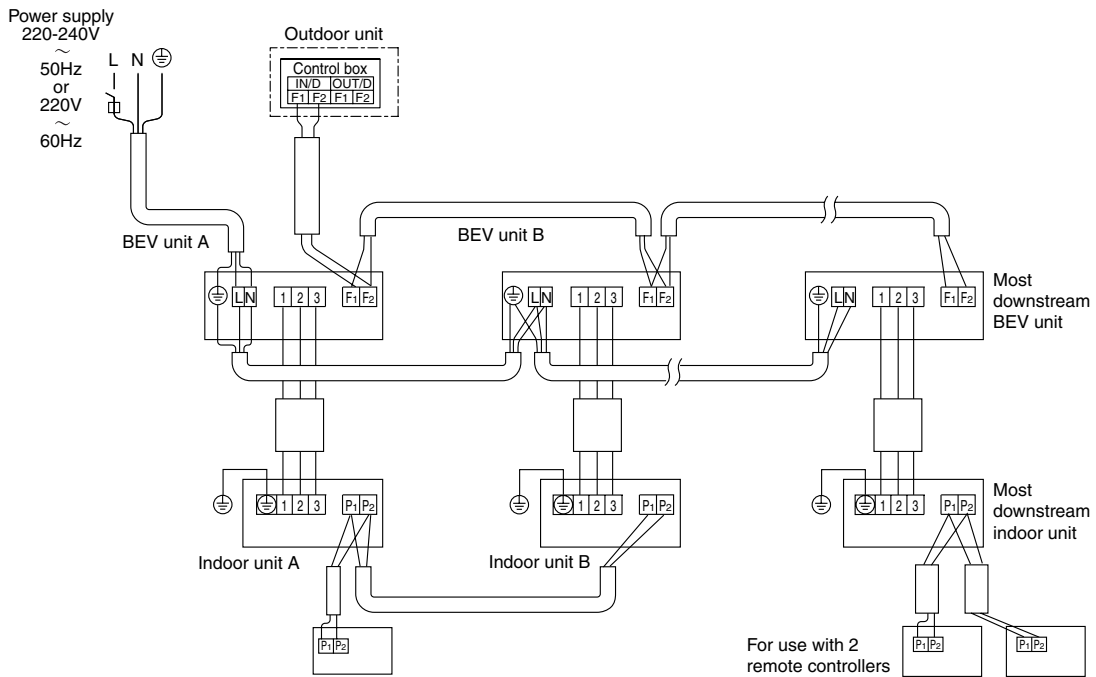 Power supply
220-240V
~
50Hz
or
220V
~
60Hz
L N
Outdoor unit
Control box
IN/D OUT/D
F1 F2 F1 F2
BEV unit A
BEV unit B
L N 1 2 3 F1 F2
L N 1 2 3 F1 F2
L N 1 2 3 F1 F2
Most
downstream
BEV unit
1 2 3 P1 P2
1 2 3 P1 P2
1 2 3 P1 P2
Most
downstream
indoor unit
Indoor unit A
Indoor unit B
P1 P2
For use with 2
remote controllers
P1 P2
P1 P2